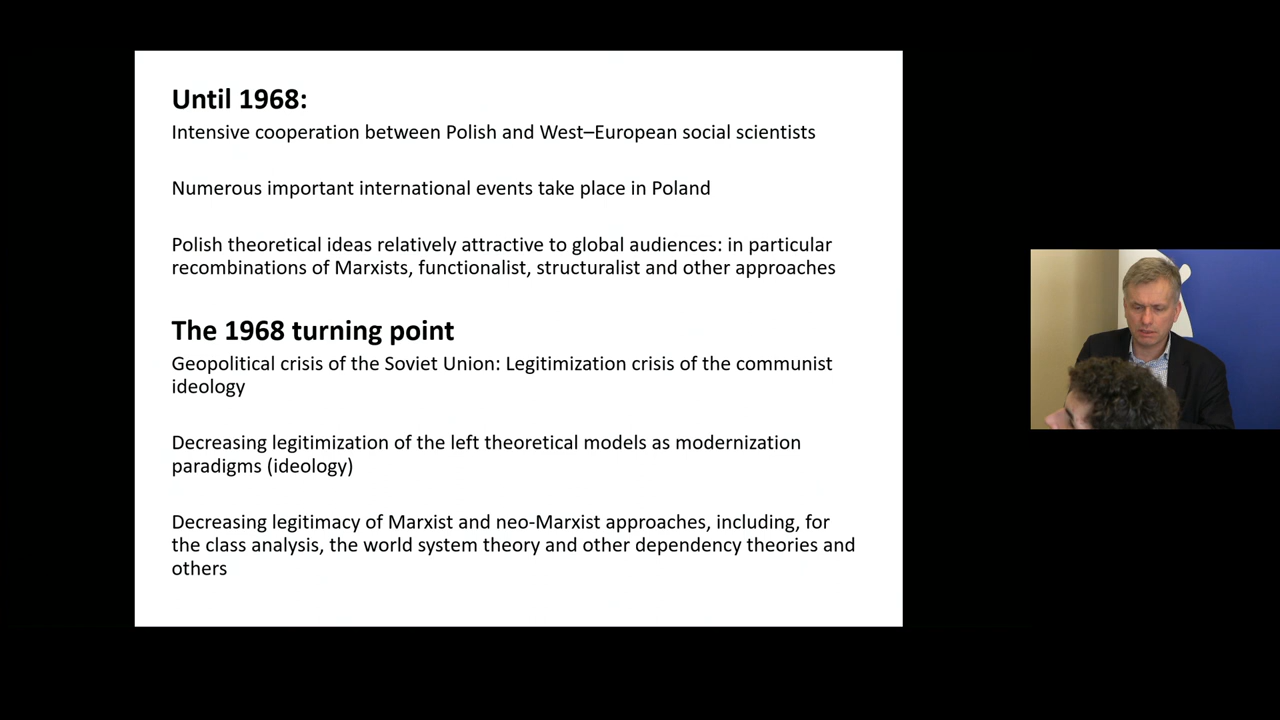 Until 1968:
Intensive cooperation between Polish and West–European social scientists
Numerous important international events take place in Poland
Polish theoretical ideas relatively attractive to global audiences: in particular
recombinations of Marxists, functionalist, structuralist and other approaches
The 1968 turning point
Geopolitical crisis of the Soviet Union: Legitimization crisis of the communist
ideology
Decreasing legitimization of the left theoretical models as modernization
paradigms (ideology)
Decreasing legitimacy of Marxist and neo-Marxist approaches, including, for
the class analysis, the world system theory and other dependency theories and
others